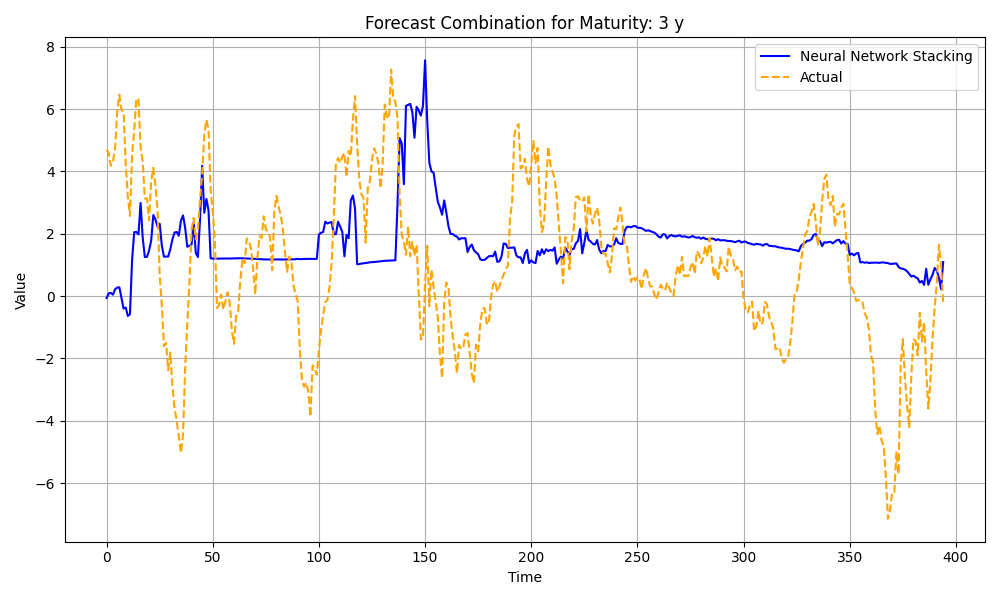 Forecast Combination for Maturity: 3 y
Neural Network Stacking
Actual
Value
8
6
4
2
0
−2
−4
−6
0 50 100 150 200 250 300 350 400
Time